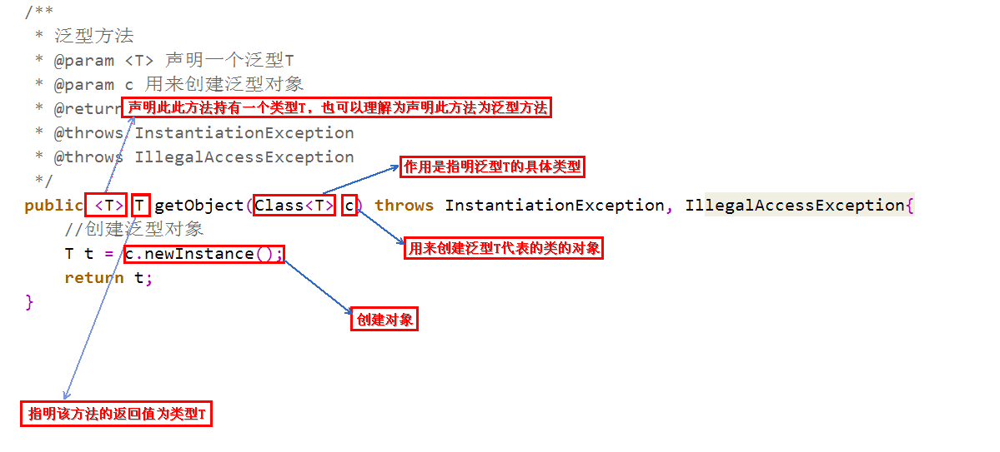 /**
* 泛型方法
* @param <T> 声明一个泛型T
* @param c 用来创建泛型对象
* @return 声明此此方法持有一个类型T，也可以理解为声明此方法为泛型方法
* @throws InstantiationException
* @throws IllegalAccessException
作用是指明泛型T的具体类型
*/
public <T> T getObject(Class<T> c) throws InstantiationException, IllegalAccessException{
//创建泛型对象
用来创建泛型T代表的类的对象
T t = c.newInstance();
return t;
}
创建对象
指明该方法的返回值为类型T